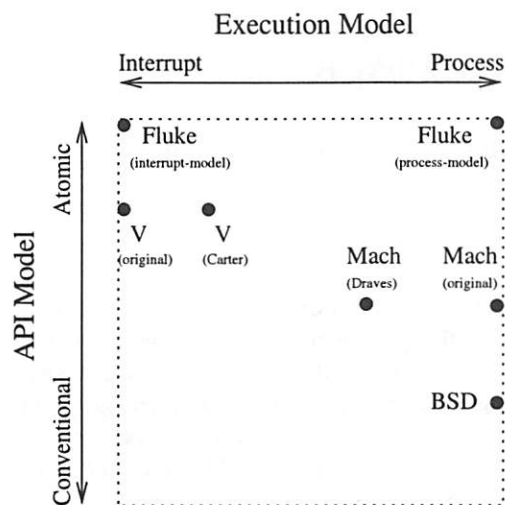 Execution Model
Interrupt Process
Fluke Fluke
(interrupt-model) (process-model)
Atomic
V V
(original) (Carter)
Mach Mach
(Draves) (original)
API Model
BSD
Conventional